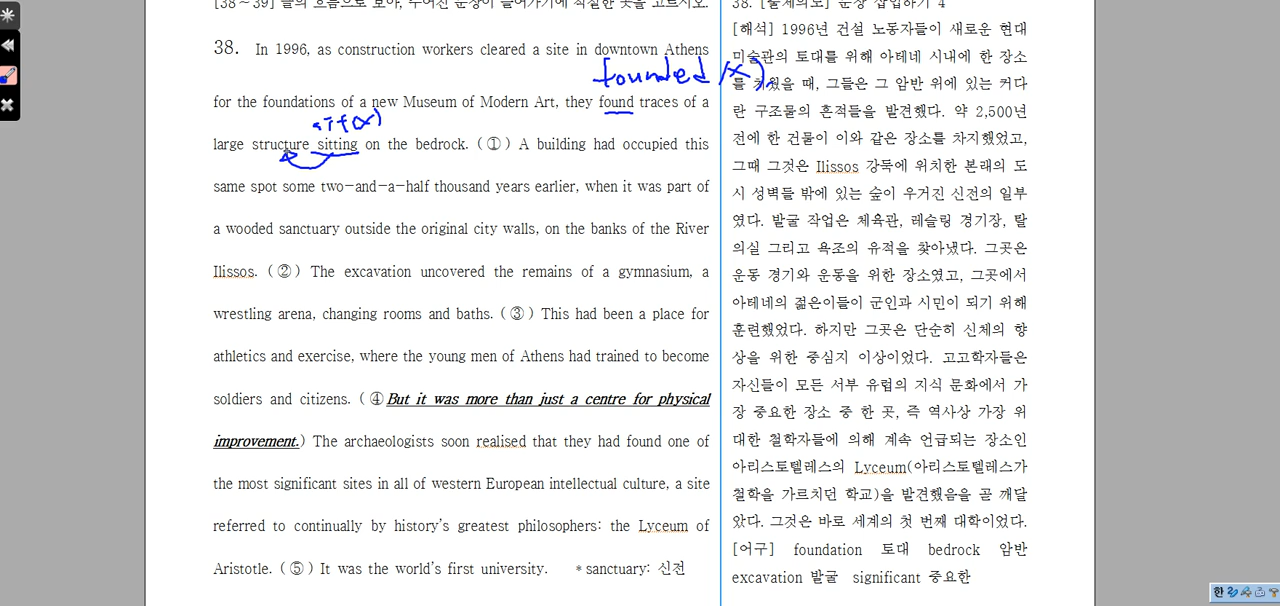 [38~39] 글의 흐름으로 보아, 주어진 문장이 들어가기에 적절한 곳을 고르시오.
38. In 1996, as construction workers cleared a site in downtown Athens
founded (X).
for the foundations of a new Museum of Modern Art, they found traces of a
sit(X)
large structure sitting on the bedrock. ( ① ) A building had occupied this
same spot some two-and-a-half thousand years earlier, when it was part of
a wooded sanctuary outside the original city walls, on the banks of the River
Ilissos. ( ② ) The excavation uncovered the remains of a gymnasium, a
wrestling arena, changing rooms and baths. ( ③ ) This had been a place for
athletics and exercise, where the young men of Athens had trained to become
soldiers and citizens. ( ④ But it was more than just a centre for physical
improvement.) The archaeologists soon realised that they had found one of
the most significant sites in all of western European intellectual culture, a site
referred to continually by history's greatest philosophers: the Lyceum of
Aristotle. ( ⑤ ) It was the world's first university. * sanctuary: 신전
38. [출제의도] 문장 삽입하기 4
[해석] 1996년 건설 노동자들이 새로운 현대
미술관의 토대를 위해 아테네 시내에 한 장소
를 치웠을 때, 그들은 그 암반 위에 있는 커다
란 구조물의 흔적들을 발견했다. 약 2,500년
전에 한 건물이 이와 같은 장소를 차지했었고,
그때 그것은 Ilissos 강둑에 위치한 본래의 도
시 성벽들 밖에 있는 숲이 우거진 신전의 일부
였다. 발굴 작업은 체육관, 레슬링 경기장, 탈
의실 그리고 욕조의 유적을 찾아냈다. 그곳은
운동 경기와 운동을 위한 장소였고, 그곳에서
아테네의 젊은이들이 군인과 시민이 되기 위해
훈련했었다. 하지만 그곳은 단순히 신체의 향
상을 위한 중심지 이상이었다. 고고학자들은
자신들이 모든 서부 유럽의 지식 문화에서 가
장 중요한 장소 중 한 곳, 즉 역사상 가장 위
대한 철학자들에 의해 계속 언급되는 장소인
아리스토텔레스의 Lyceum(아리스토텔레스가
철학을 가르치던 학교)을 발견했음을 곧 깨달
았다. 그것은 바로 세계의 첫 번째 대학이었다.
[어구] foundation 토대 bedrock 암반
excavation 발굴 significant 중요한
한